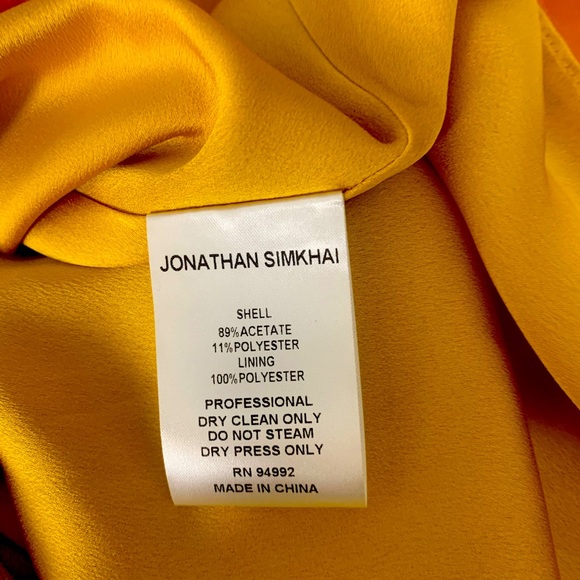 JONATHAN SIMKHAI
SHELL
89%ACETATE
11%POLYESTER
LINING
100%POLYESTER
PROFESSIONAL
DRY CLEAN ONLY
DO NOT STEAM
DRY PRESS ONLY
RN 94992
MADE IN CHINA